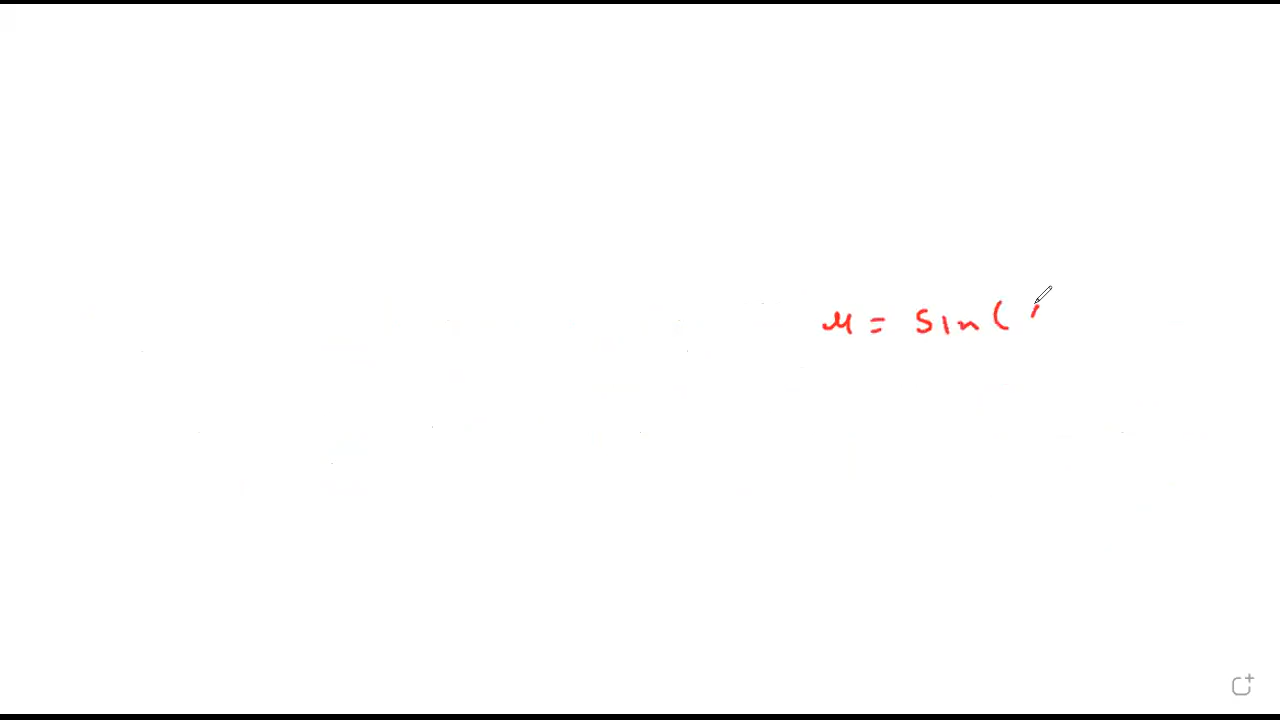 u = sin(